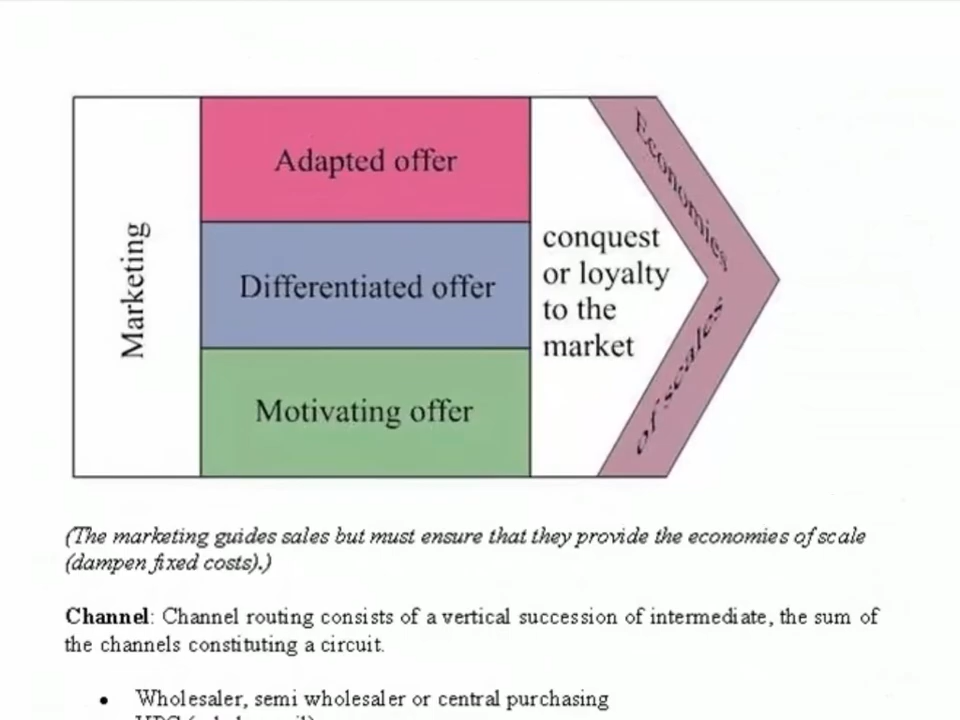 Marketing
Adapted offer
Differentiated offer
Motivating offer
conquest
or loyalty
to the
market
Economies
of scales
(The marketing guides sales but must ensure that they provide the economies of scale
(dampen fixed costs).)
Channel: Channel routing consists of a vertical succession of intermediate, the sum of
the channels constituting a circuit.
• Wholesaler, semi wholesaler or central purchasing